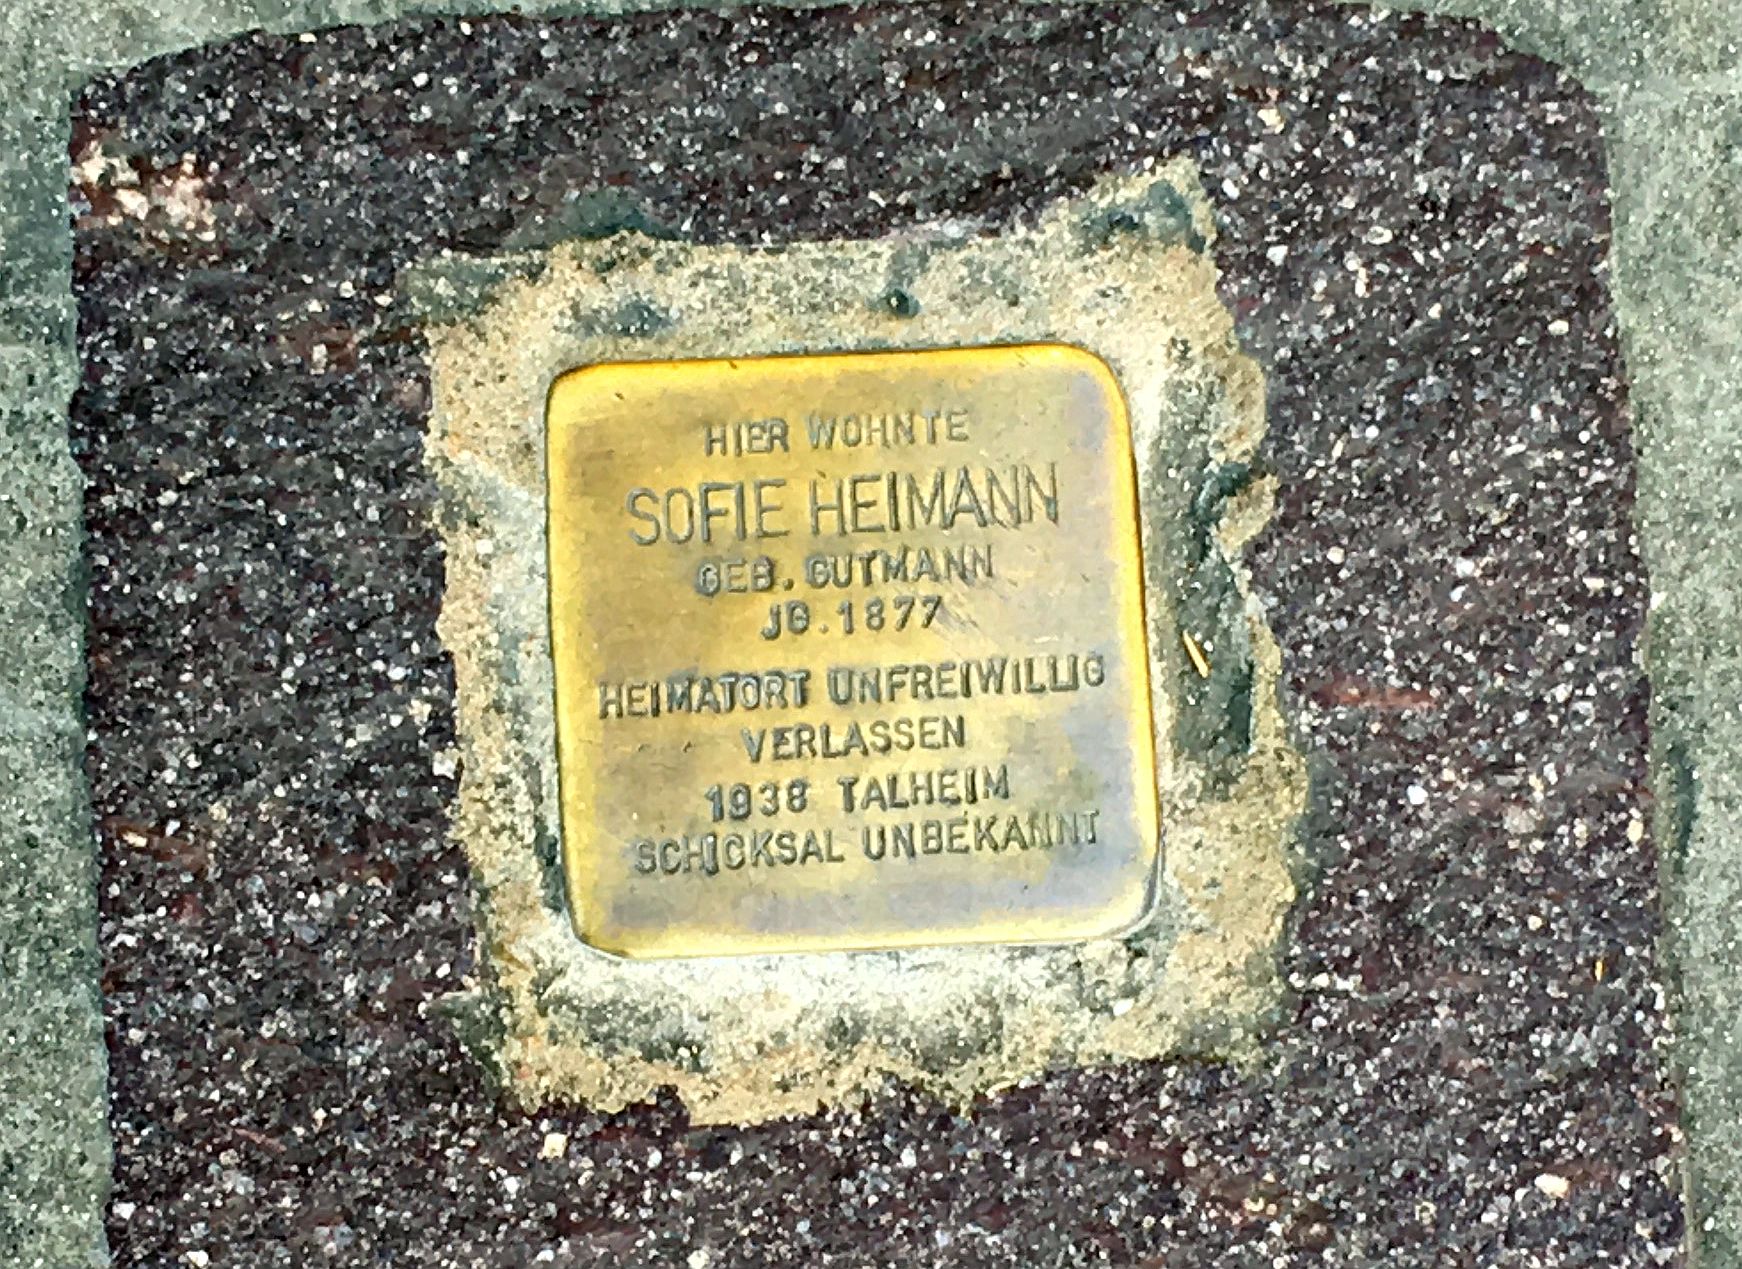 HIER WOHNTE
SOFIE HEIMANN
GEB. GUTMANN
JG. 1877
HEIMATORT UNFREIWILLIG
VERLASSEN
1938 TALHEIM
SCHICKSAL UNBEKANNT